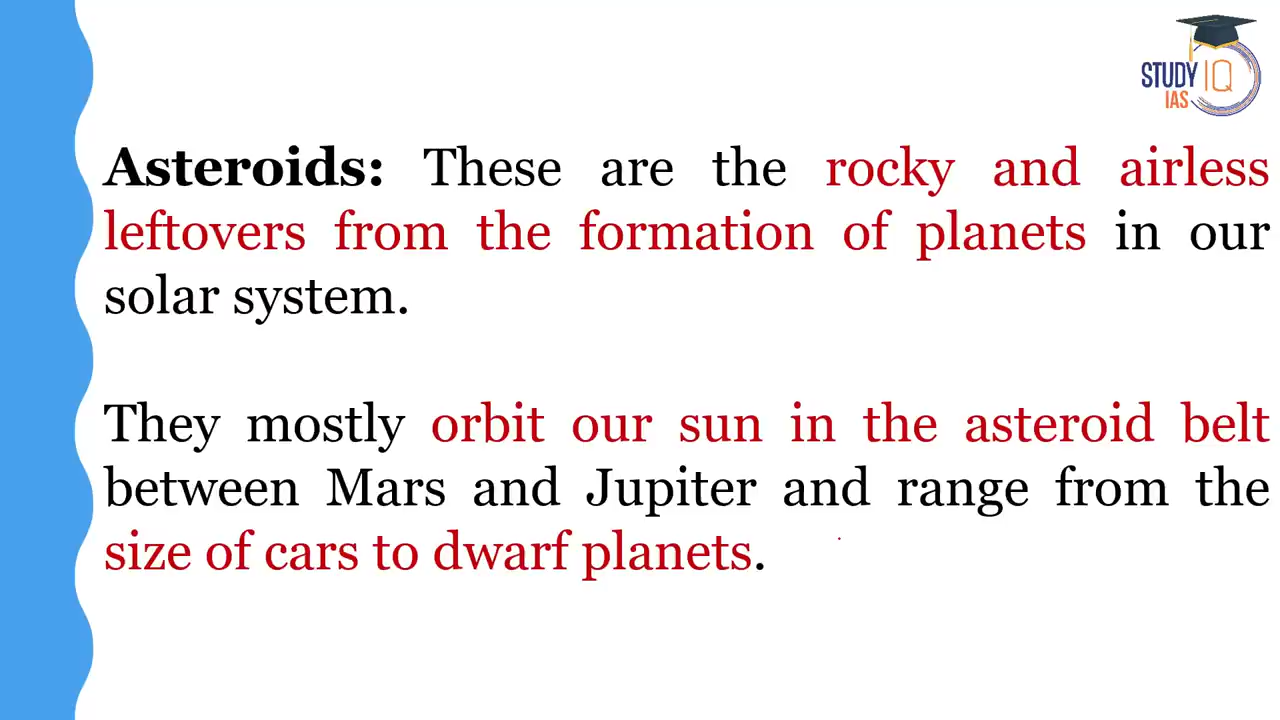 STUDY IQ
IAS
Asteroids: These are the rocky and airless
leftovers from the formation of planets in our
solar system.
They mostly orbit our sun in the asteroid belt
between Mars and Jupiter and range from the
size of cars to dwarf planets.